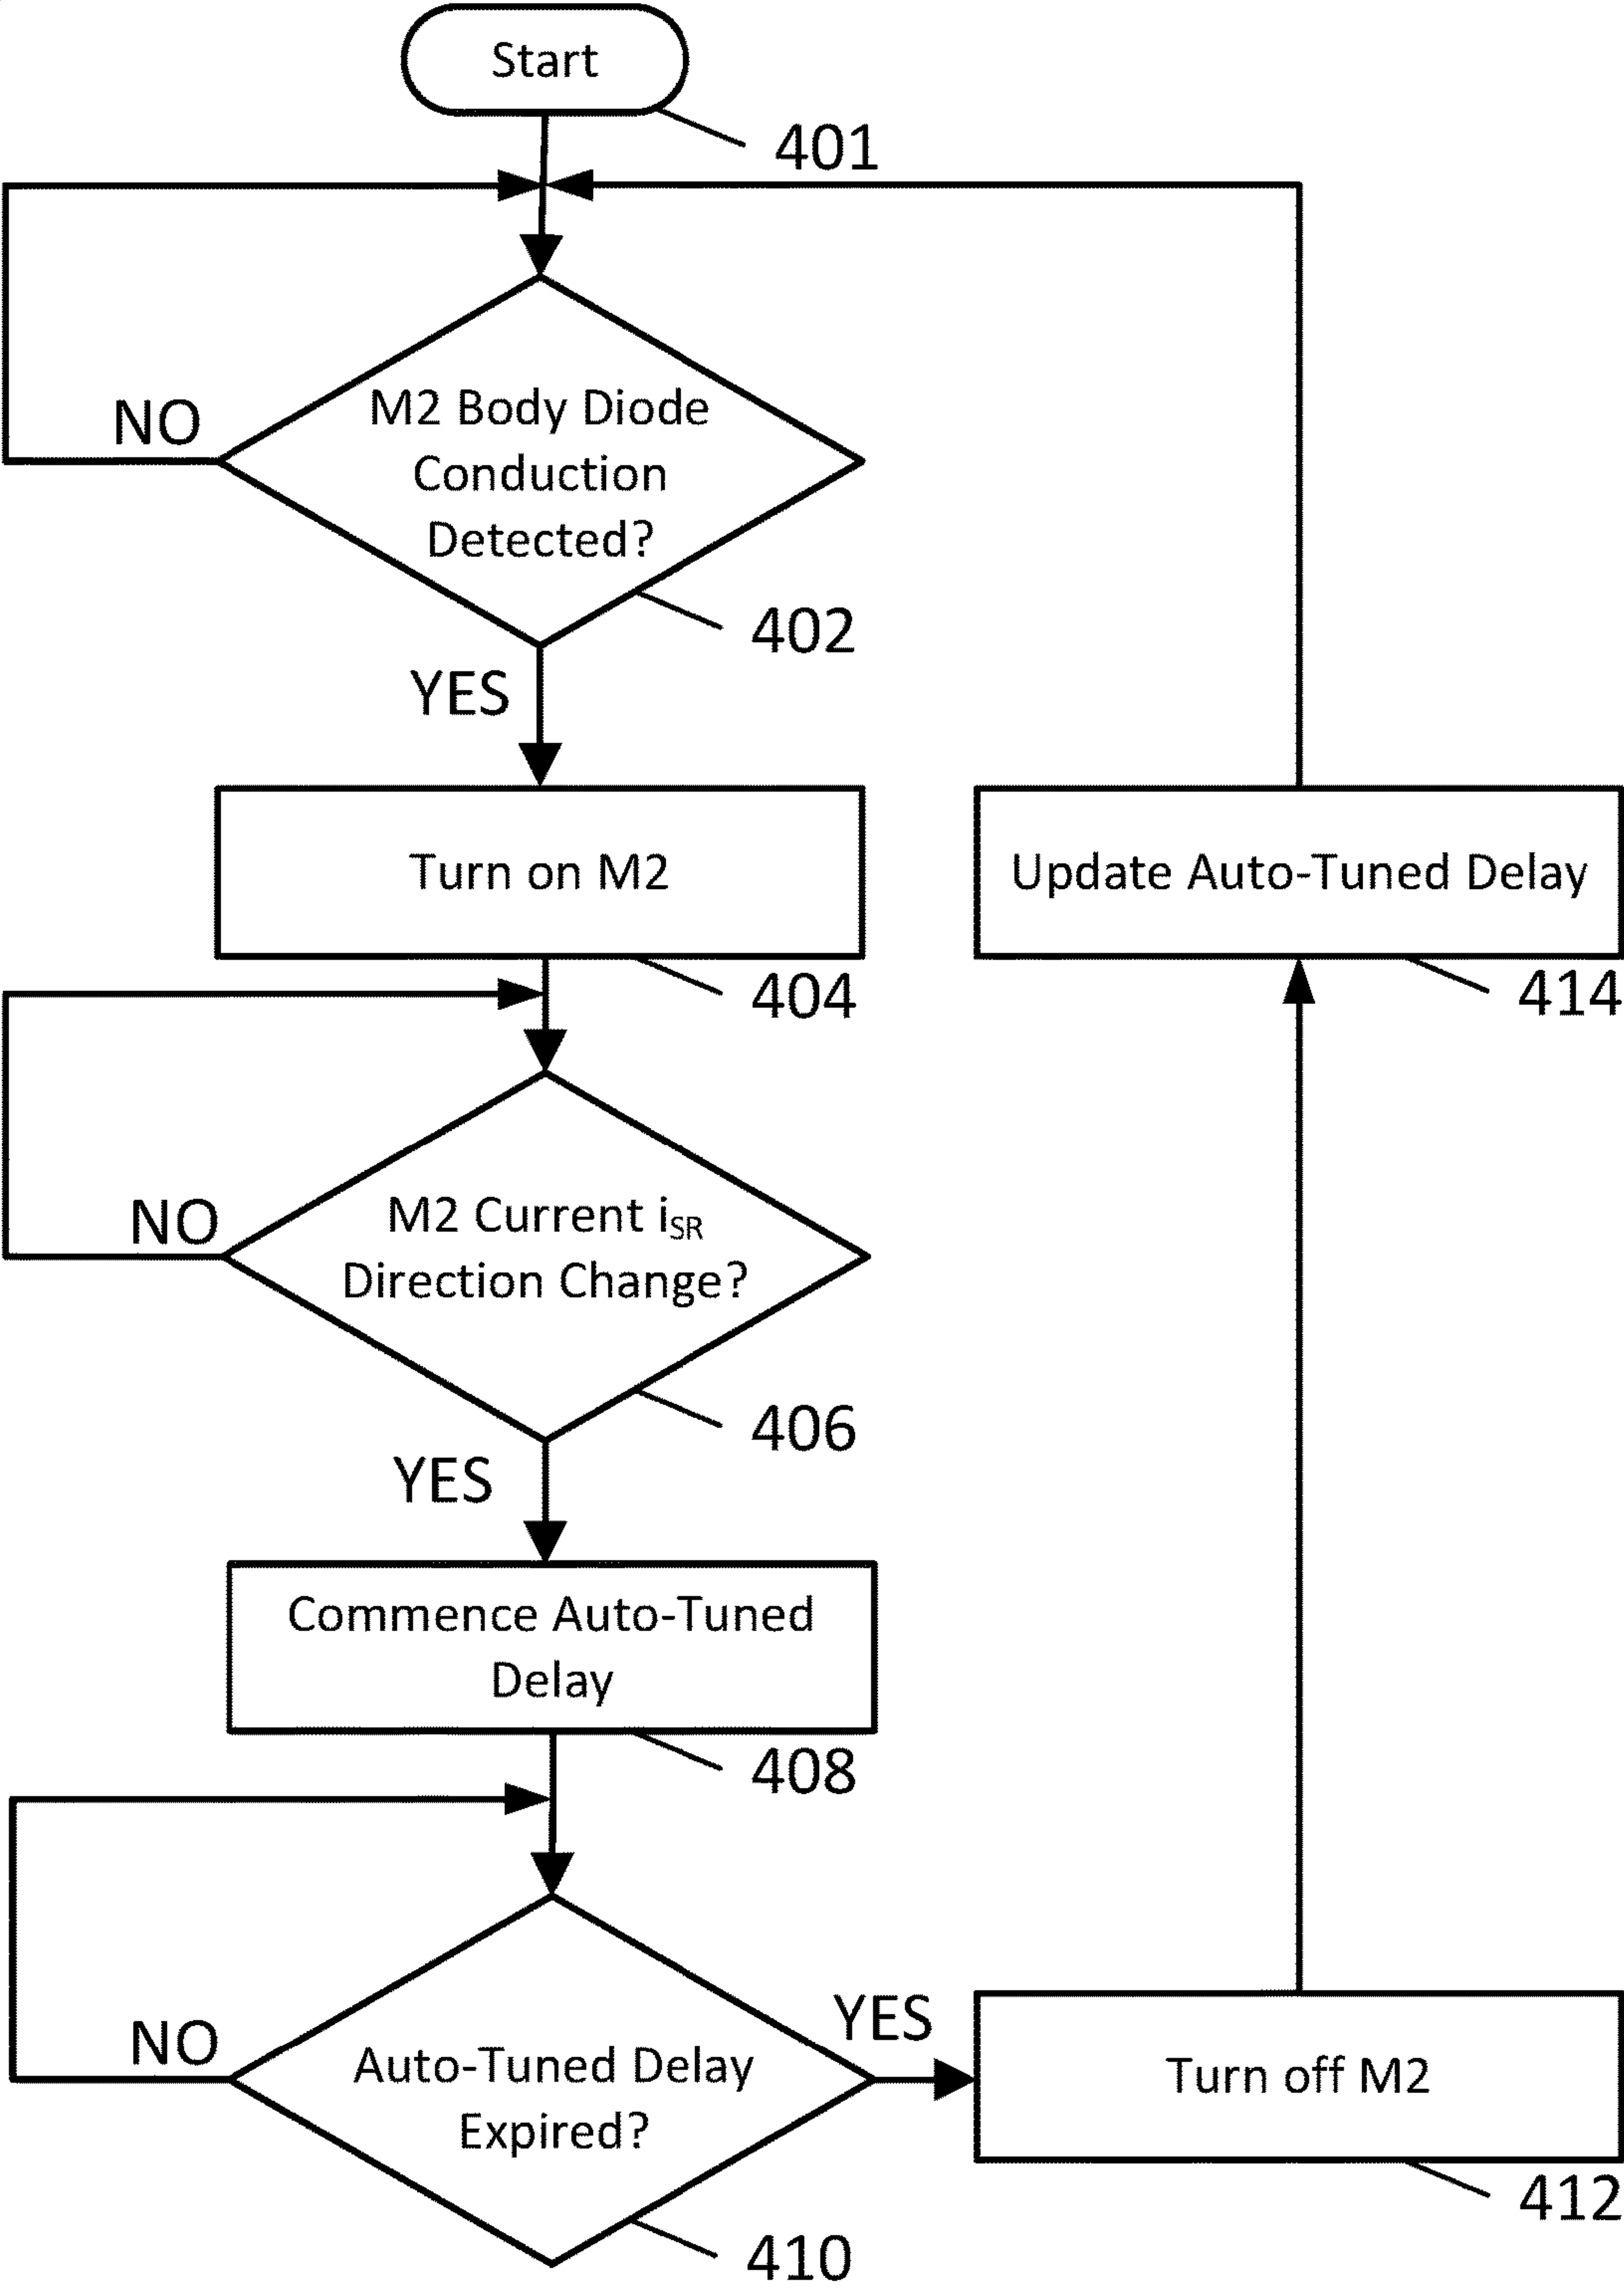 Start
401
M2 Body Diode
Conduction
Detected?
NO
402
YES
Turn on M2
404
Update Auto-Tuned Delay
414
M2 Current iSR
Direction Change?
NO
406
YES
Commence Auto-Tuned
Delay
408
Auto-Tuned Delay
Expired?
NO
YES
410
Turn off M2
412